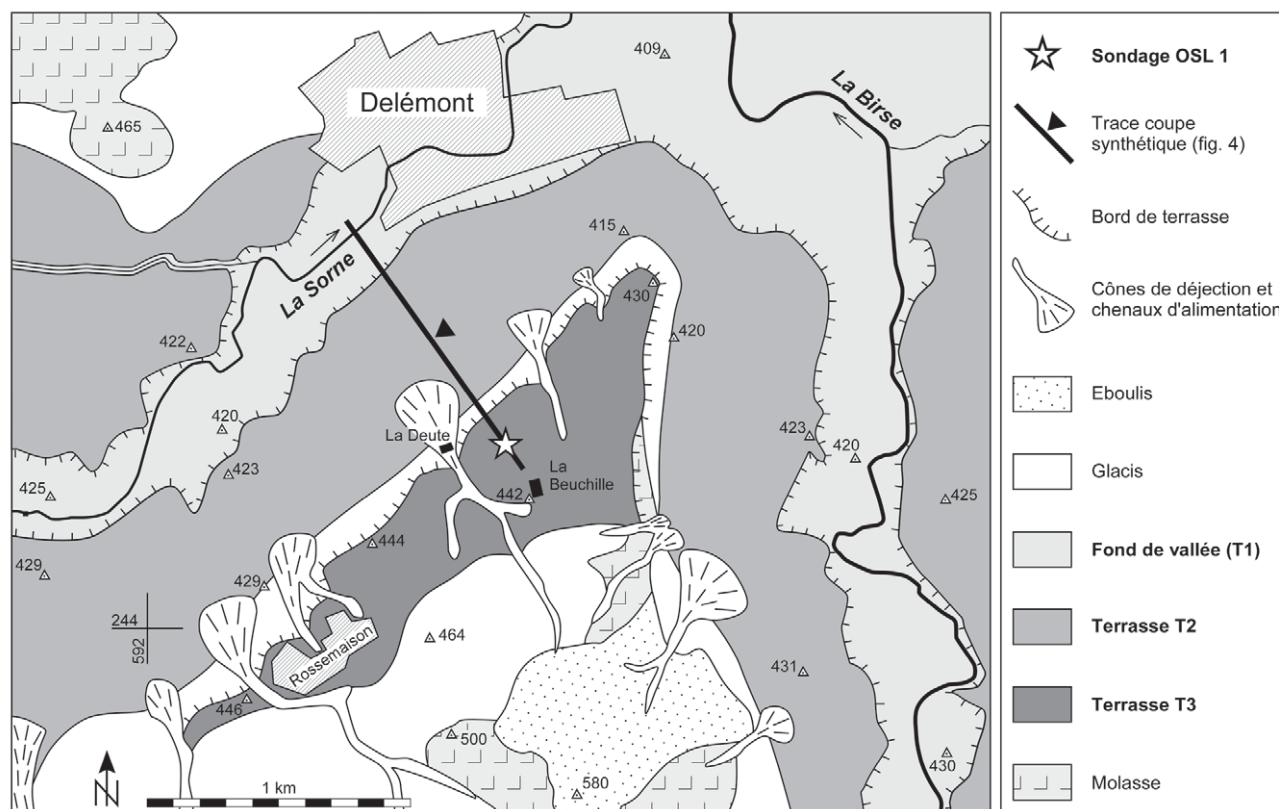 409
La Birse
Delémont
465
415
La Sorne
430
420
422
420
La Deute
423
423
420
425
La
Beuchille
442
425
444
429
429
244
592
464
Rossemaison
431
446
500
430
580
N
1 km
Sondage OSL 1
Trace coupe
synthétique (fig. 4)
Bord de terrasse
Cônes de déjection et
chenaux d'alimentation
Eboulis
Glacis
Fond de vallée (T1)
Terrasse T2
Terrasse T3
Molasse